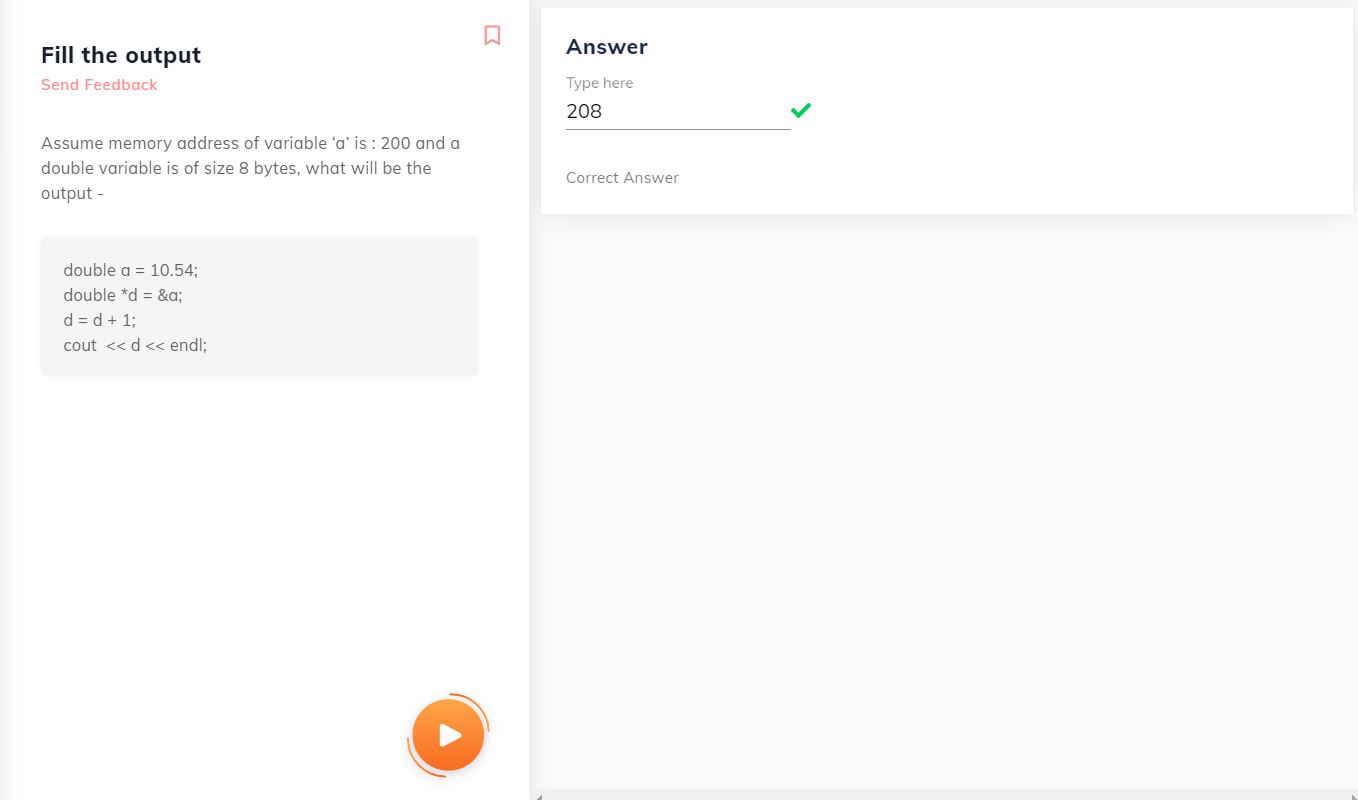 Fill the output
Send Feedback
Assume memory address of variable ‘a’ is : 200 and a
double variable is of size 8 bytes, what will be the
output -
double a = 10.54;
double *d = &a;
d = d + 1;
cout  << d << endl;
Answer
Type here
208
Correct Answer